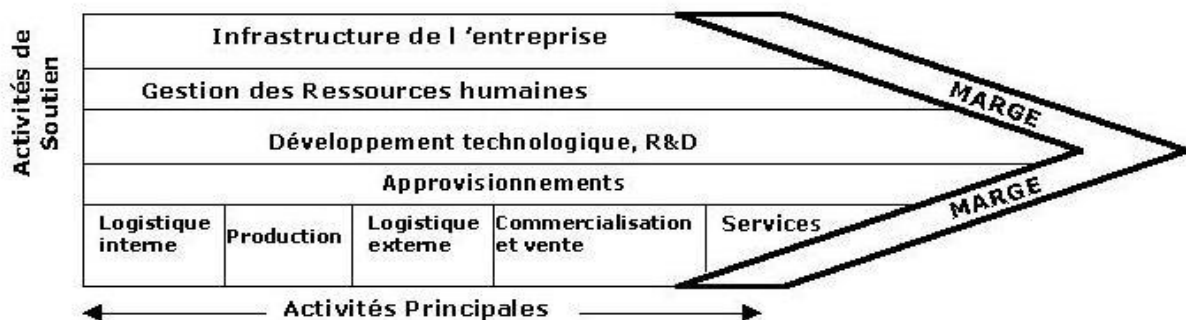 Activités de
Soutien
Infrastructure de l ’entreprise
Gestion des Ressources humaines
Développement technologique, R&D
Approvisionnements
MARGE
MARGE
Logistique
interne
Production
Logistique
externe
Commercialisation
et vente
Services
Activités Principales